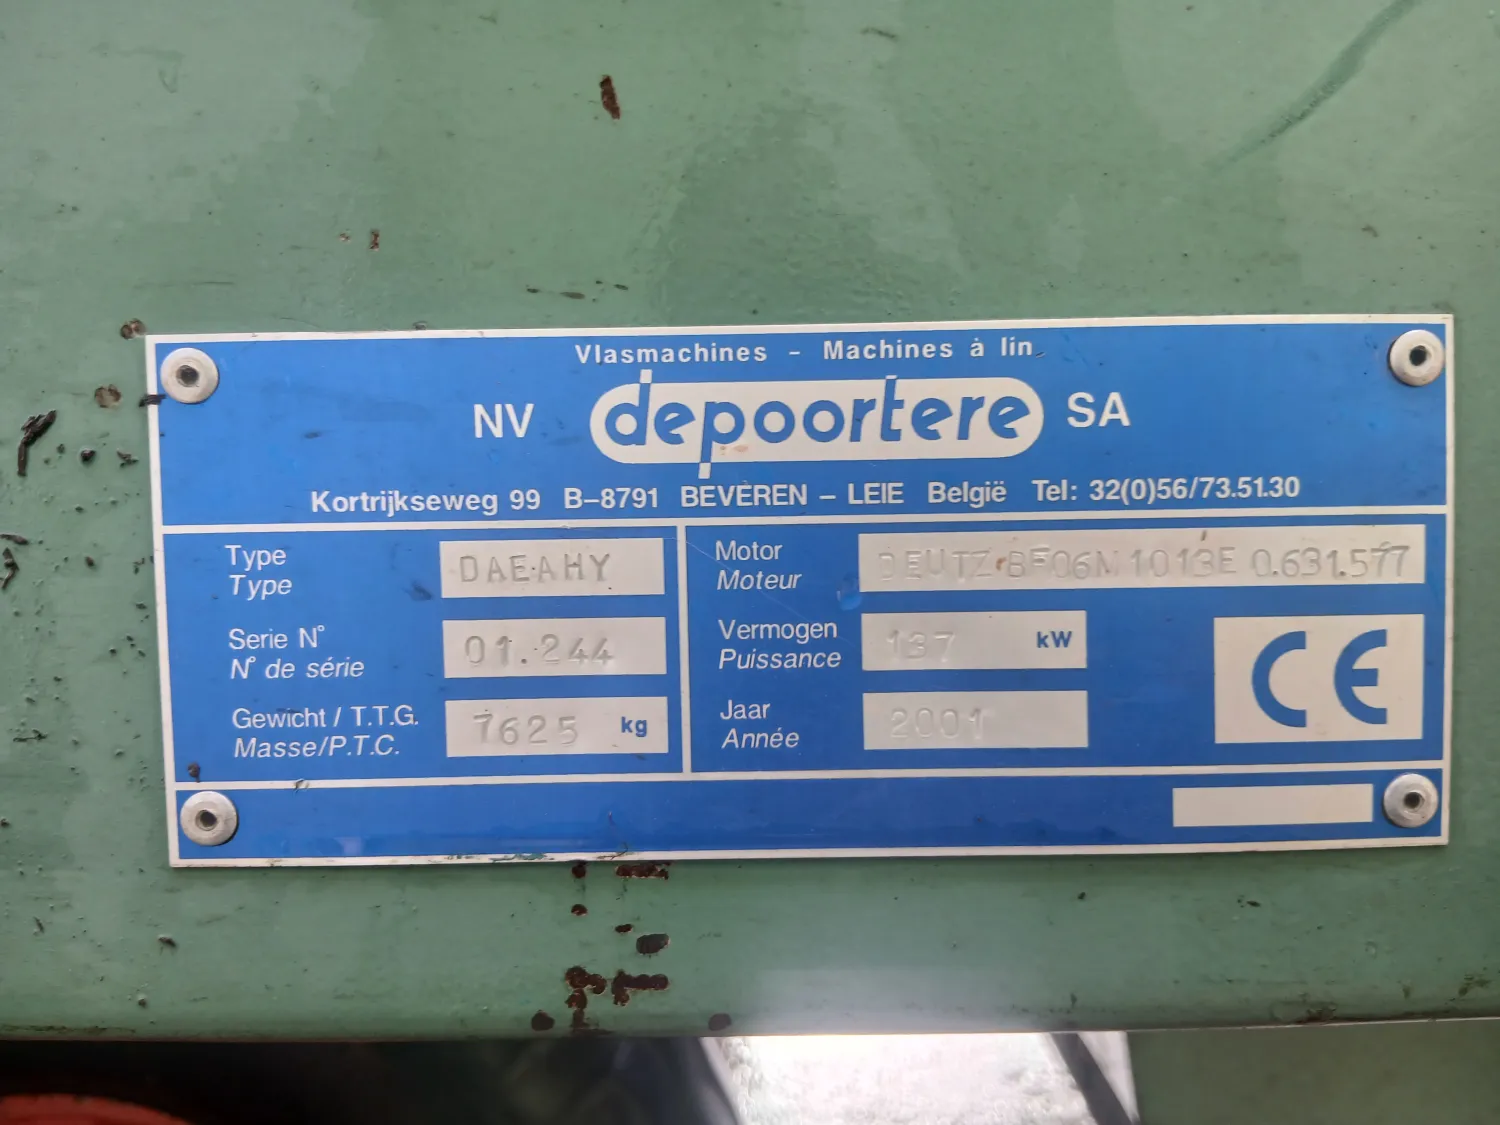 Vlasmachines – Machines à lin
NV depoortere SA
Kortrijkseweg 99 B–8791 BEVEREN – LEIE België Tel: 32(0)56/73.51.30
Type DAE·AHY
Type
Serie N° 01.244
N° de série
Gewicht / T.T.G. 7625 kg
Masse/P.T.C.
Motor DEUTZ·BF06M1013E 0.631.577
Moteur
Vermogen 137 kW
Puissance
Jaar 2001
Année
CE